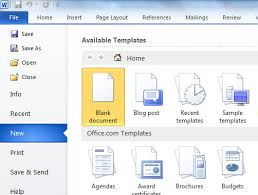 File Home Insert Page Layout References Mailings Review
Save
Save As
Open
Close
Info
Recent
New
Print
Save & Send
Help
Available Templates
Home
Blank document
Blog post
Recent templates
Sample templates
Office.com Templates
Agendas
Award
Brochures
Budgets